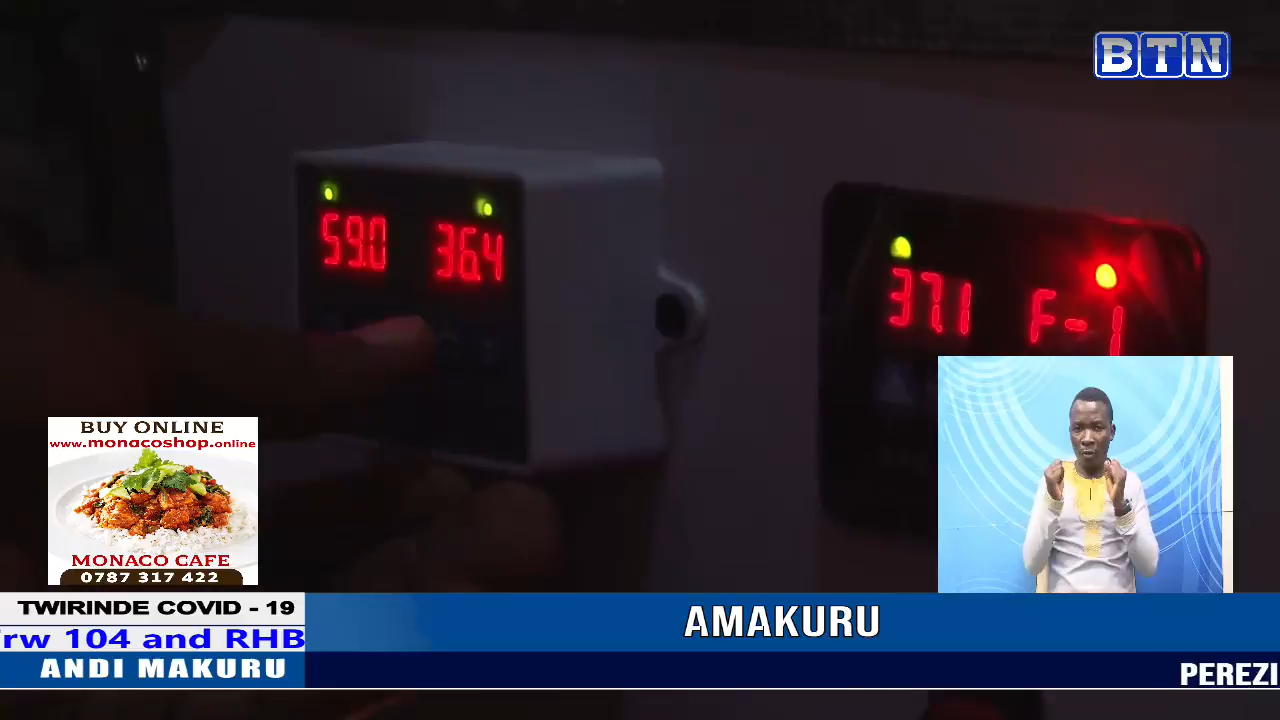 BTN
59.0 36.4
37.1 F-1
BUY ONLINE
www.monacoshop.online
MONACO CAFE
0787 317 422
TWIRINDE COVID - 19
rw 104 and RHB
ANDI MAKURU
AMAKURU
PEREZI